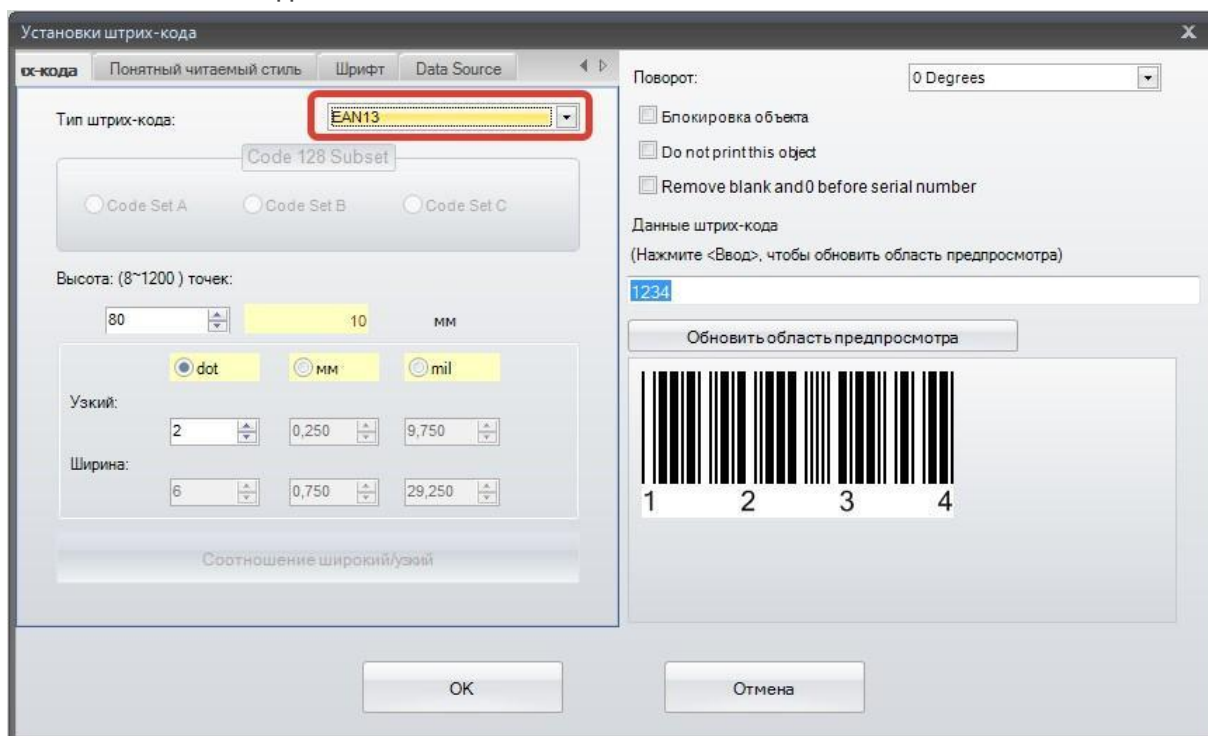 Установки штрих-кода
х-кода Понятный читаемый стиль Шрифт Data Source
Тип штрих-кода: EAN13
Code 128 Subset
Code Set A Code Set B Code Set C
Высота: (8~1200 ) точек:
80 10 мм
dot мм mil
Узкий:
2 0,250 9,750
Ширина:
6 0,750 29,250
Соотношение широкий/узкий
Поворот: 0 Degrees
Блокировка объекта
Do not print this object
Remove blank and 0 before serial number
Данные штрих-кода
(Нажмите <Ввод>, чтобы обновить область предпросмотра)
1234
Обновить область предпросмотра
1 2 3 4
OK Отмена